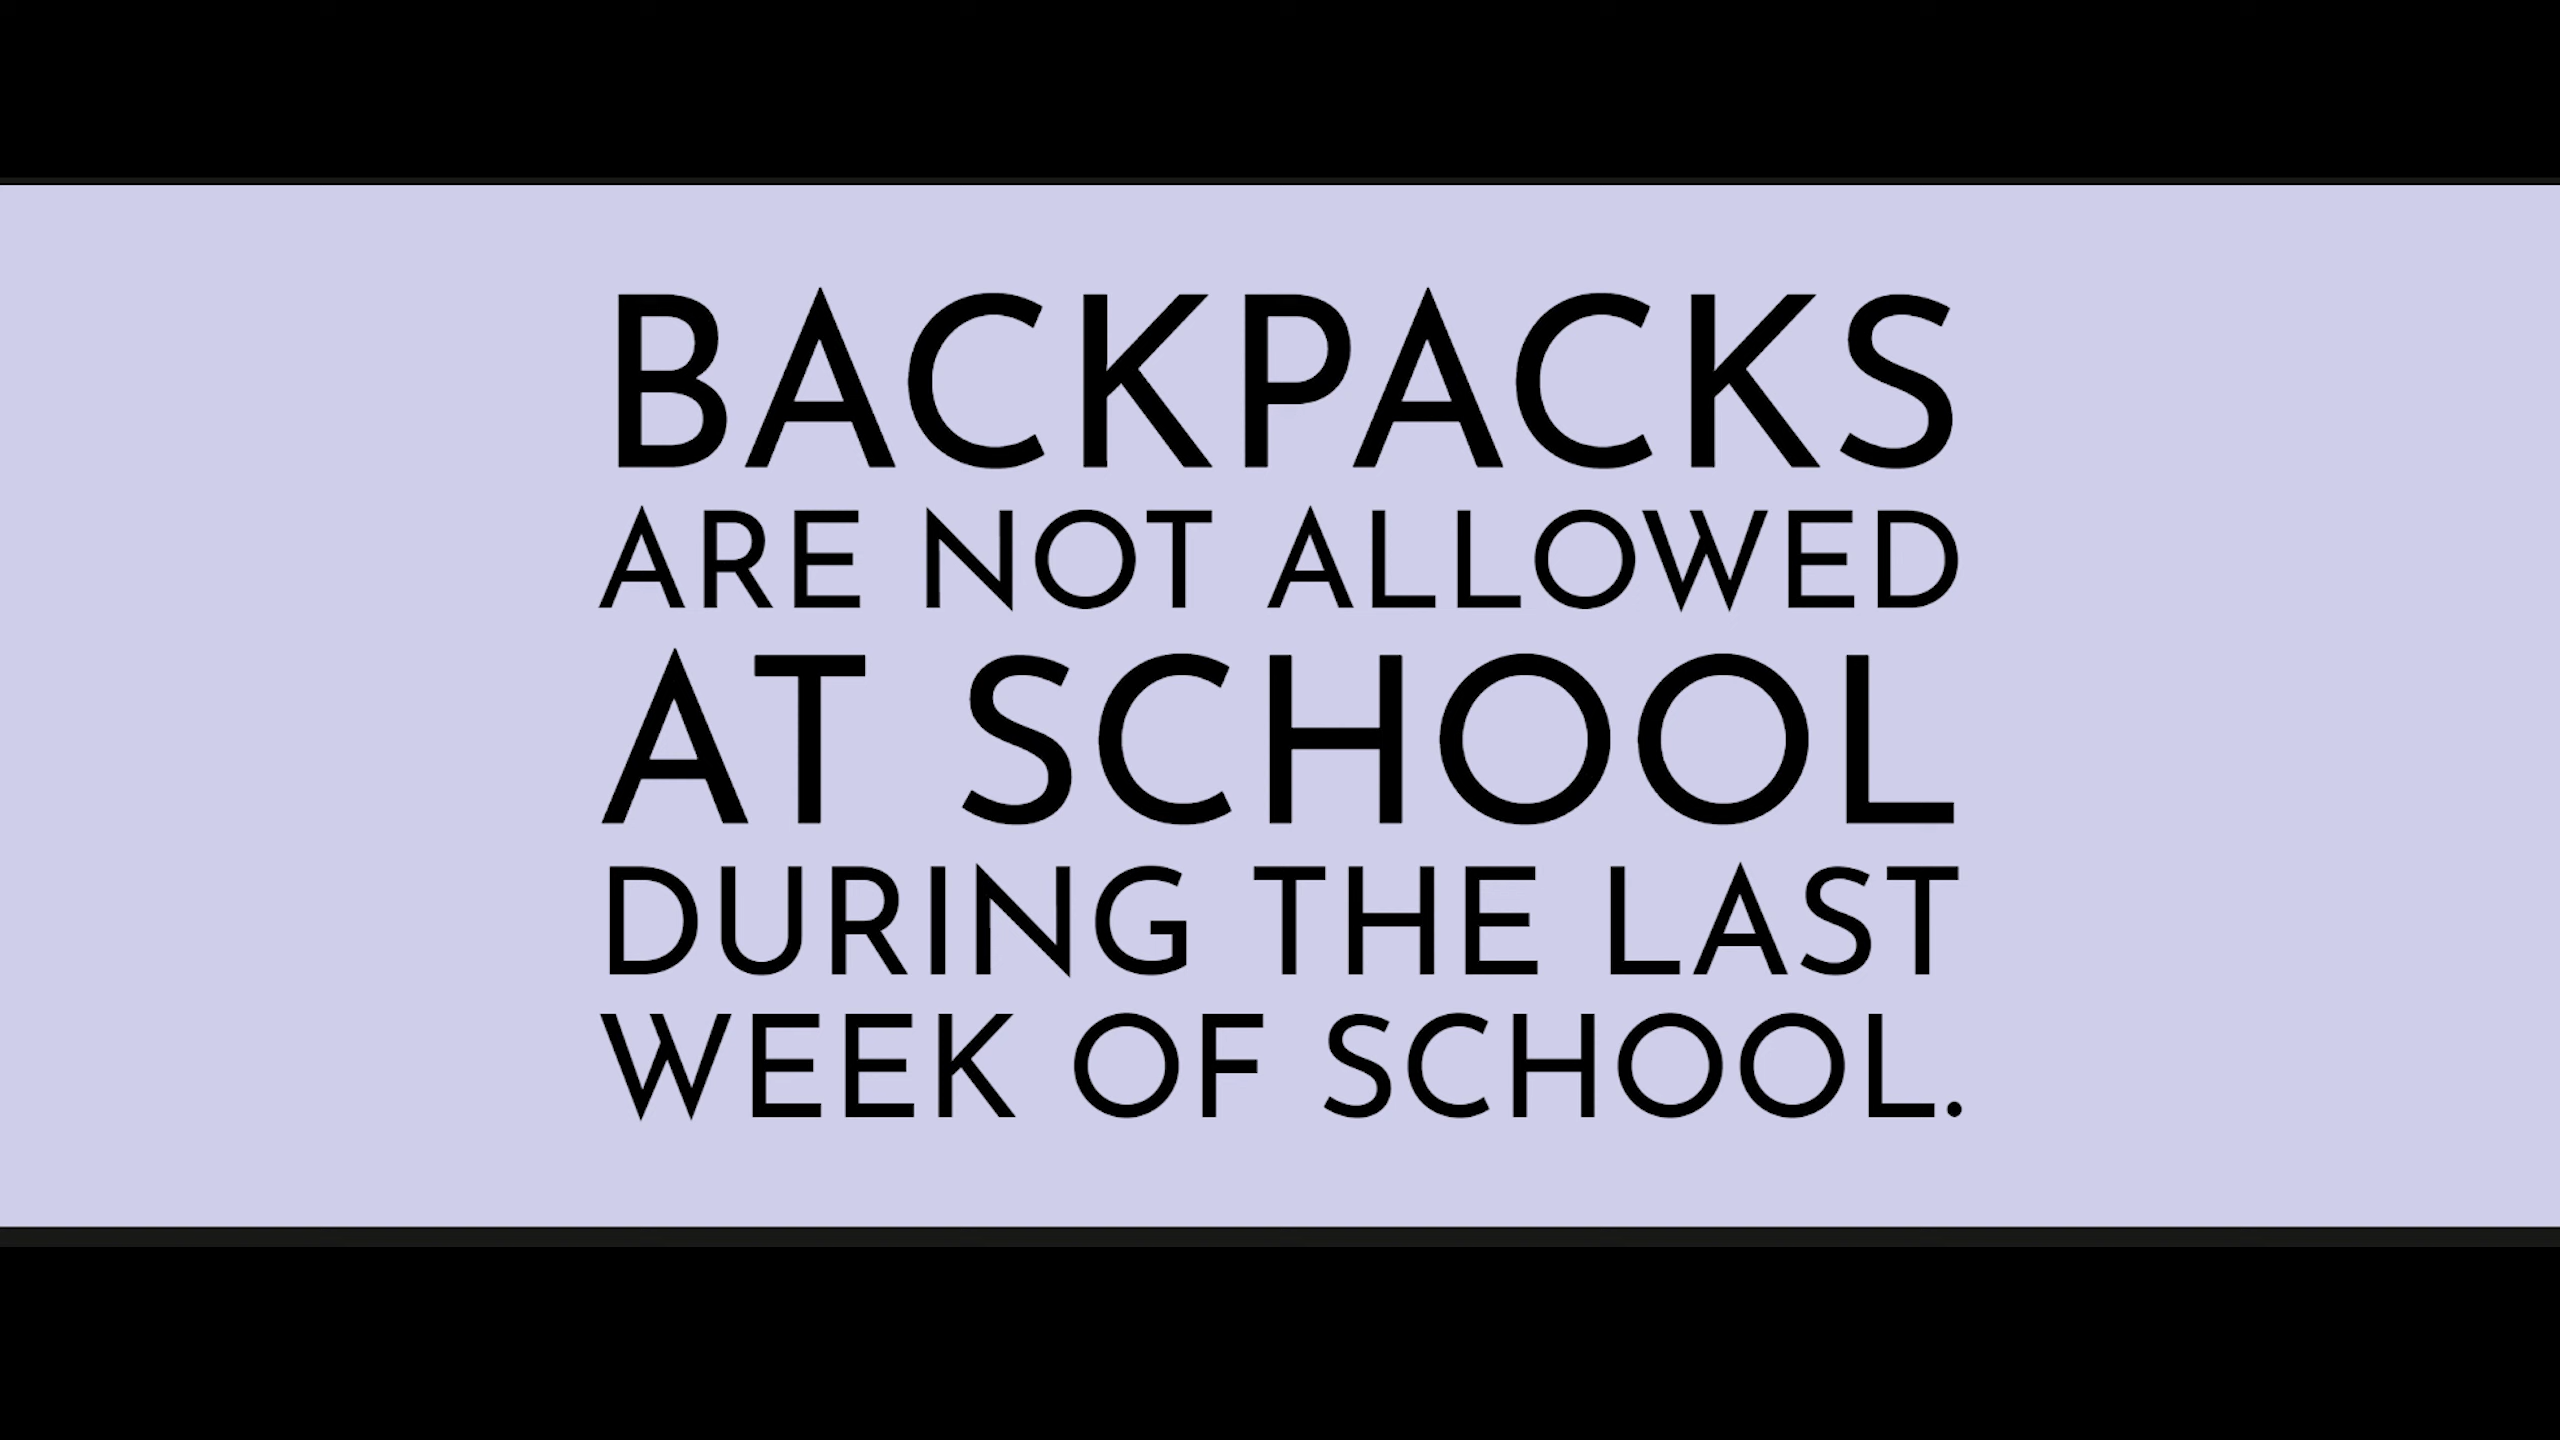 BACKPACKS
ARE NOT ALLOWED
AT SCHOOL
DURING THE LAST
WEEK OF SCHOOL.